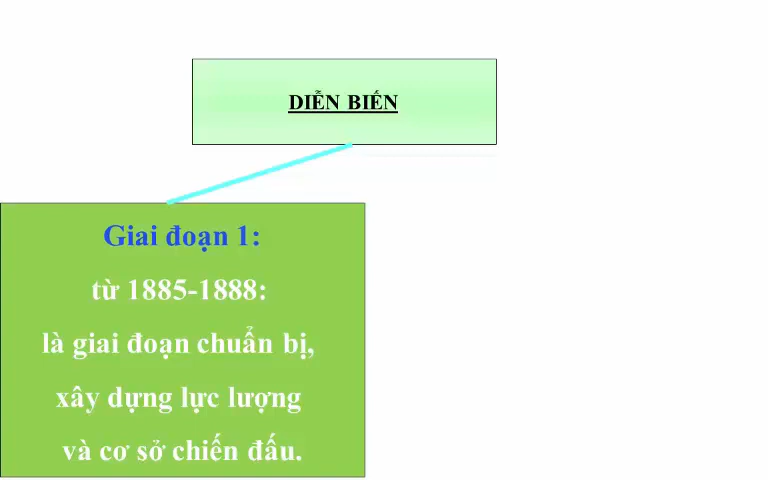 DIỄN BIẾN
Giai đoạn 1:
từ 1885-1888:
là giai đoạn chuẩn bị,
xây dựng lực lượng
và cơ sở chiến đấu.